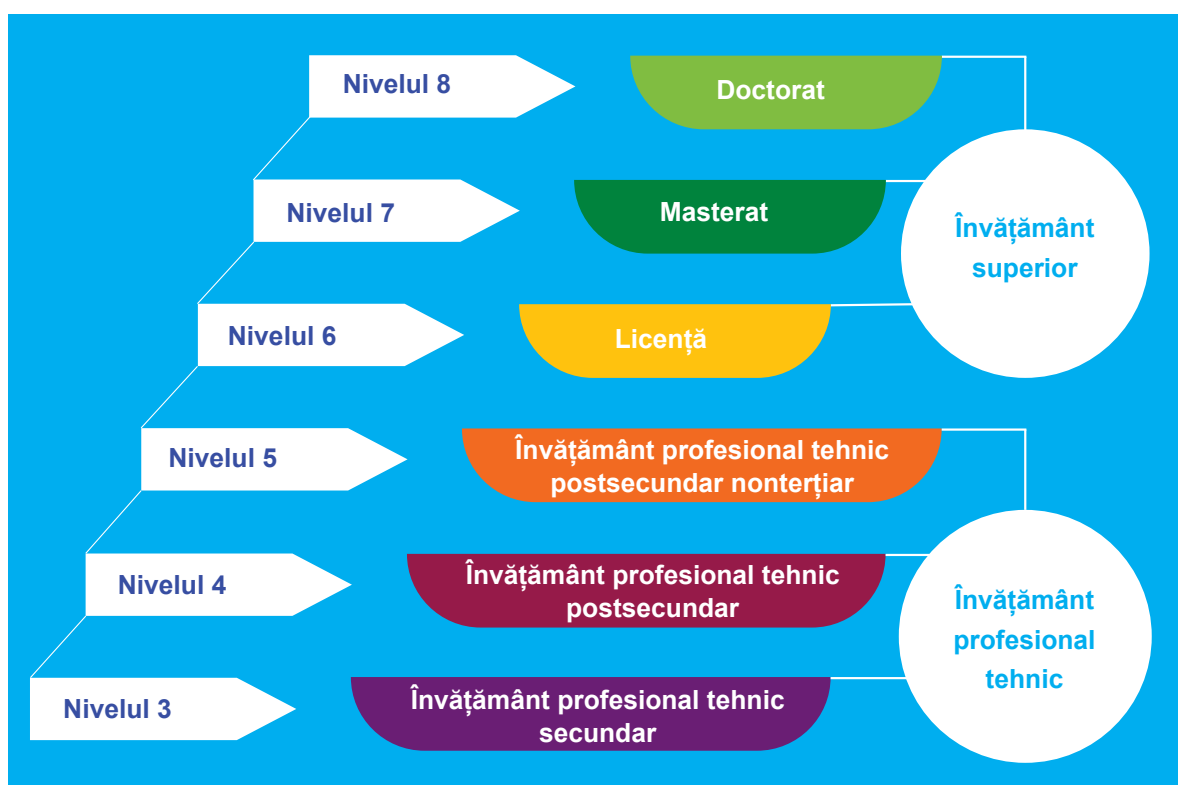 Nivelul 8
Doctorat
Nivelul 7
Masterat
Învățământ
superior
Nivelul 6
Licență
Nivelul 5
Învățământ profesional tehnic
postsecundar nonterțiar
Nivelul 4
Învățământ profesional tehnic
postsecundar
Învățământ
profesional
tehnic
Nivelul 3
Învățământ profesional tehnic
secundar